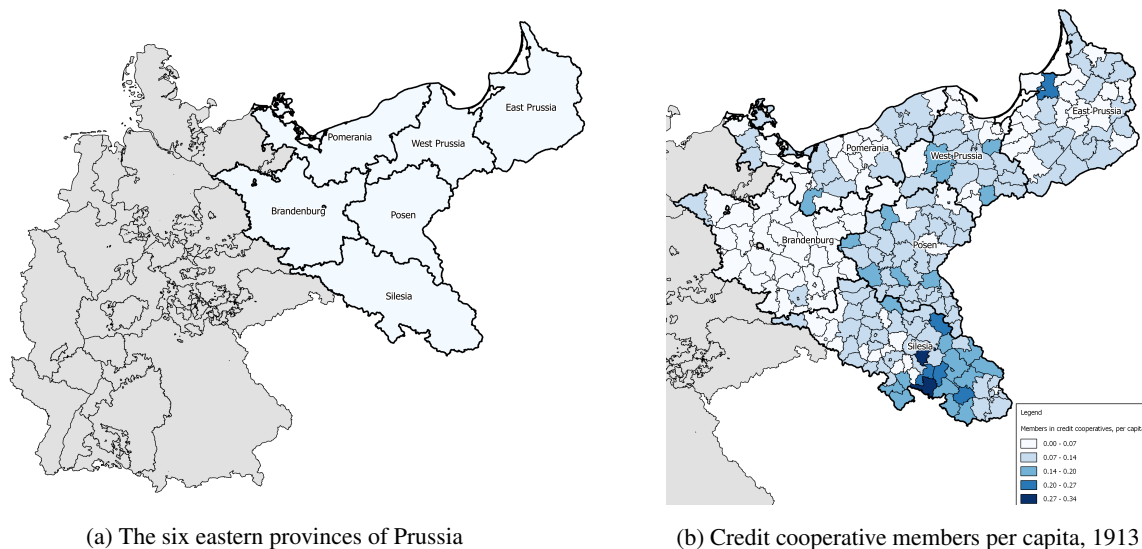 East Prussia
Pomerania
West Prussia
Brandenburg
Posen
Silesia
(a) The six eastern provinces of Prussia
East Prussia
Pomerania
West Prussia
Brandenburg
Posen
Silesia
Legend
Members in credit cooperatives, per capita
0.00 - 0.07
0.07 - 0.14
0.14 - 0.20
0.20 - 0.27
0.27 - 0.34
(b) Credit cooperative members per capita, 1913